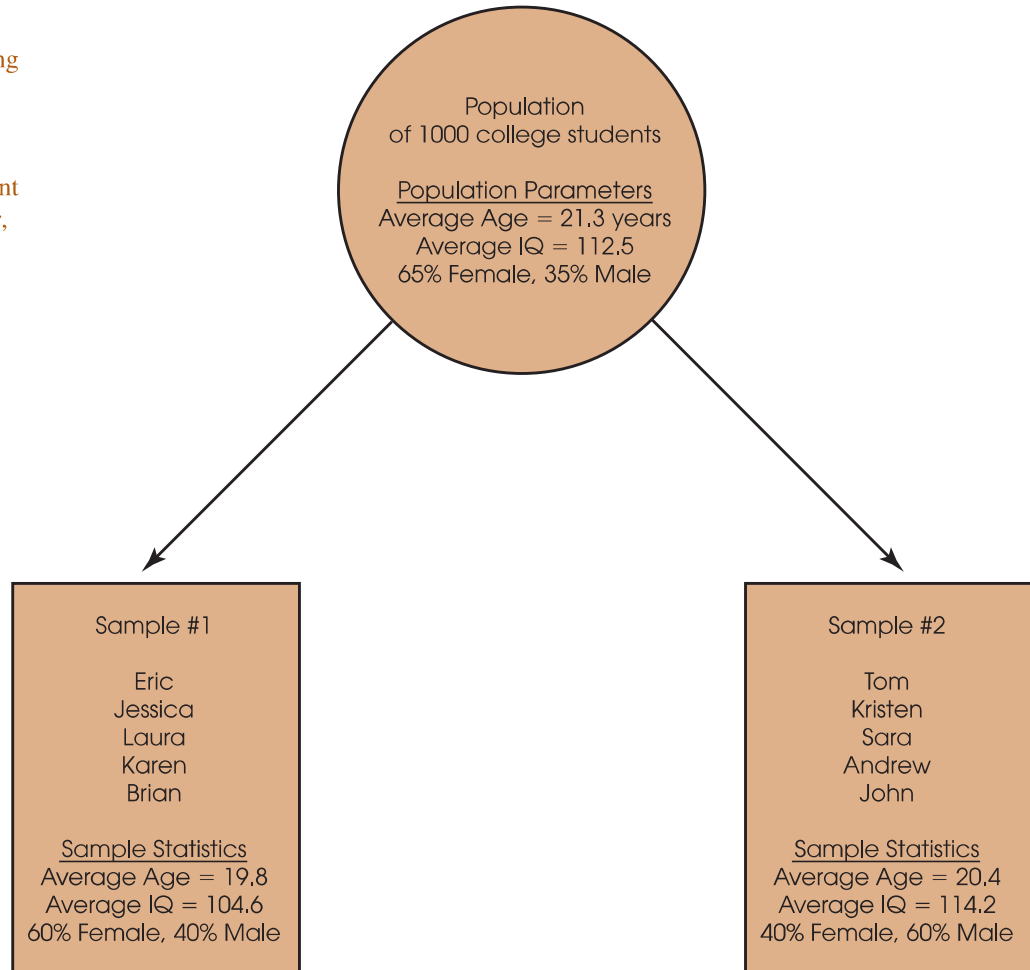 Population
of 1000 college students
Population Parameters
Average Age = 21.3 years
Average IQ = 112.5
65% Female, 35% Male
Sample #1
Eric
Jessica
Laura
Karen
Brian
Sample Statistics
Average Age = 19.8
Average IQ = 104.6
60% Female, 40% Male
Sample #2
Tom
Kristen
Sara
Andrew
John
Sample Statistics
Average Age = 20.4
Average IQ = 114.2
40% Female, 60% Male